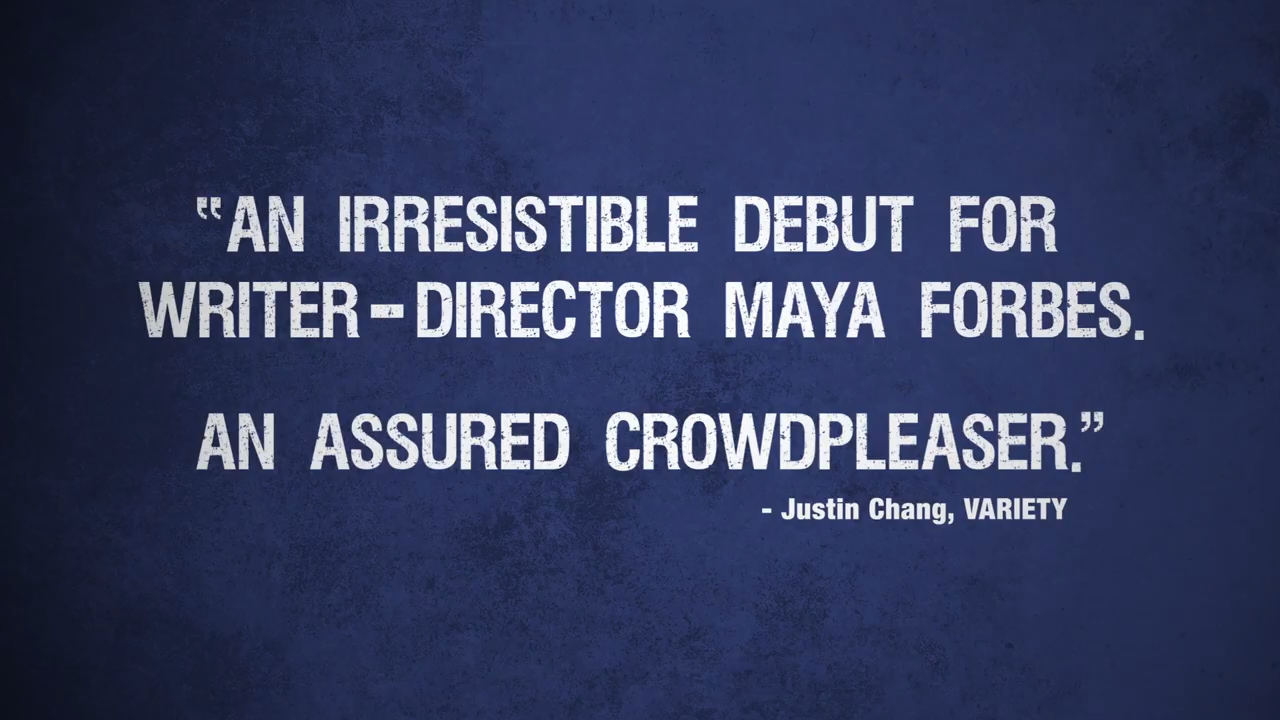 “AN IRRESISTIBLE DEBUT FOR
WRITER-DIRECTOR MAYA FORBES.
AN ASSURED CROWDPLEASER.”
- Justin Chang, VARIETY